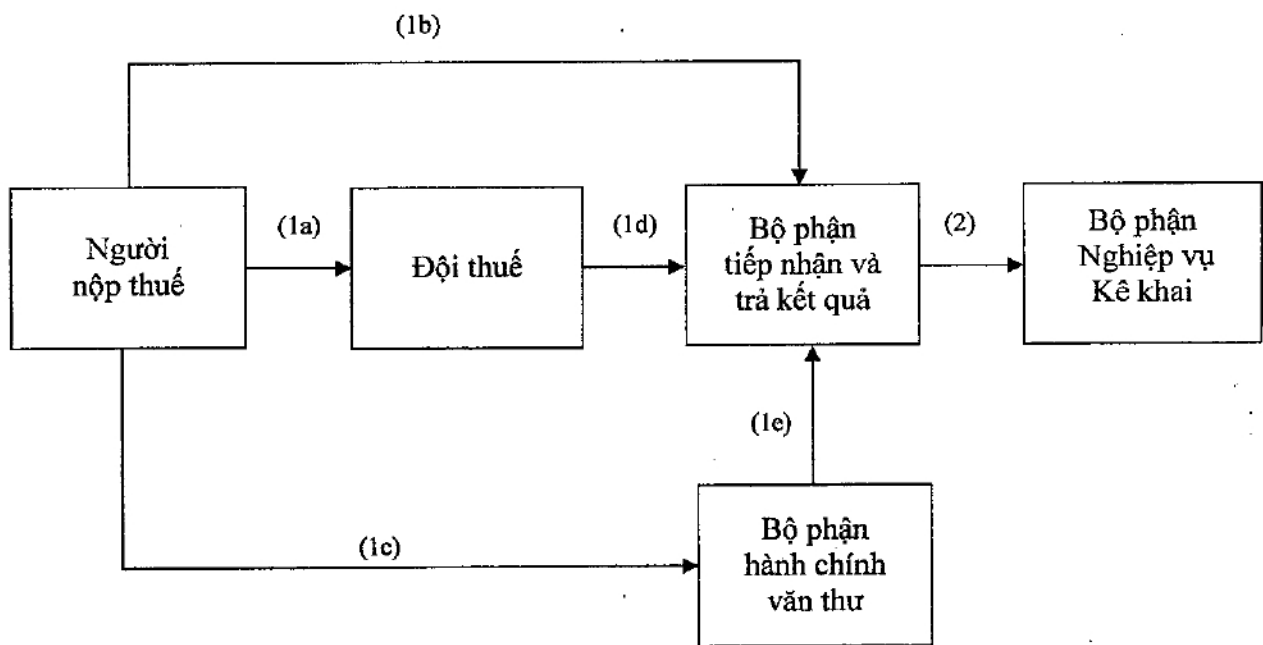 (1b)
Người
nộp thuế
(1a)
Đội thuế
(1d)
Bộ phận
tiếp nhận và
trả kết quả
(2)
Bộ phận
Nghiệp vụ
Kê khai
(1e)
(1c)
Bộ phận
hành chính
văn thư